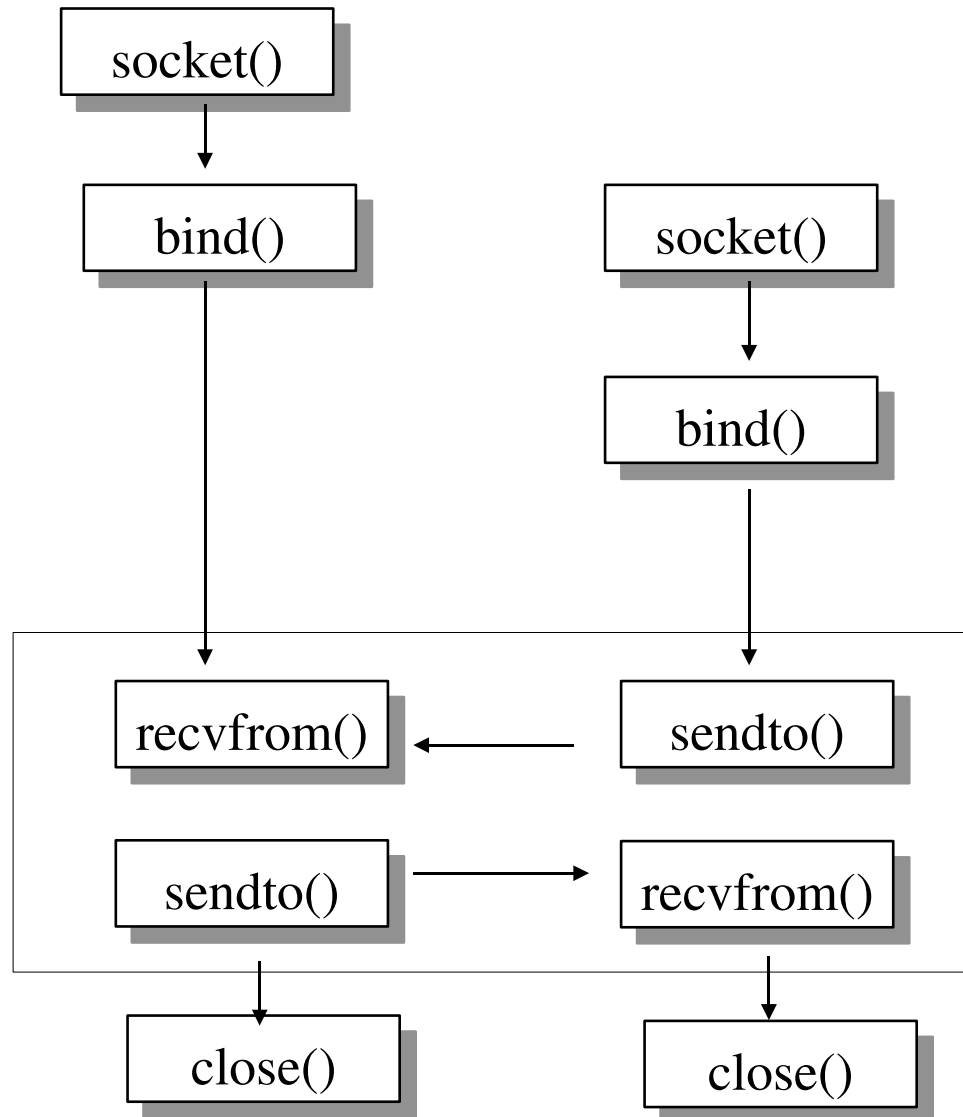 socket()
bind()
socket()
bind()
recvfrom()
sendto()
sendto()
recvfrom()
close()
close()